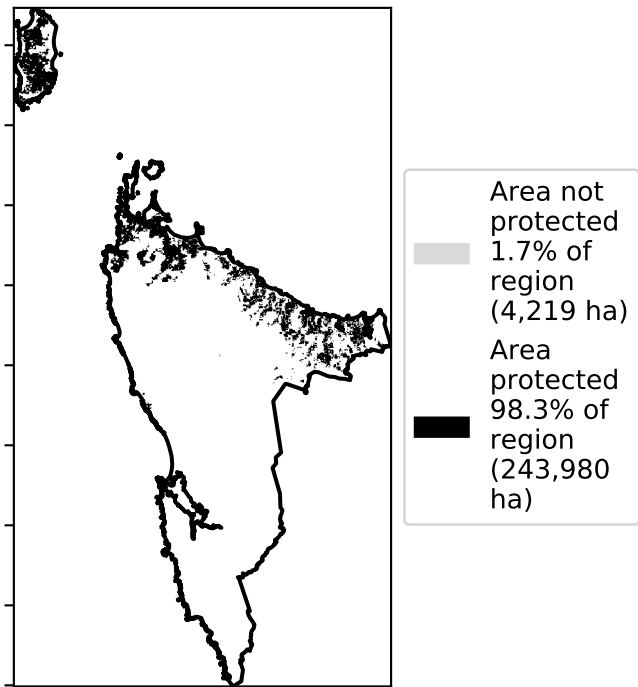 Area not
protected
1.7% of
region
(4,219 ha)
Area
protected
98.3% of
region
(243,980
ha)